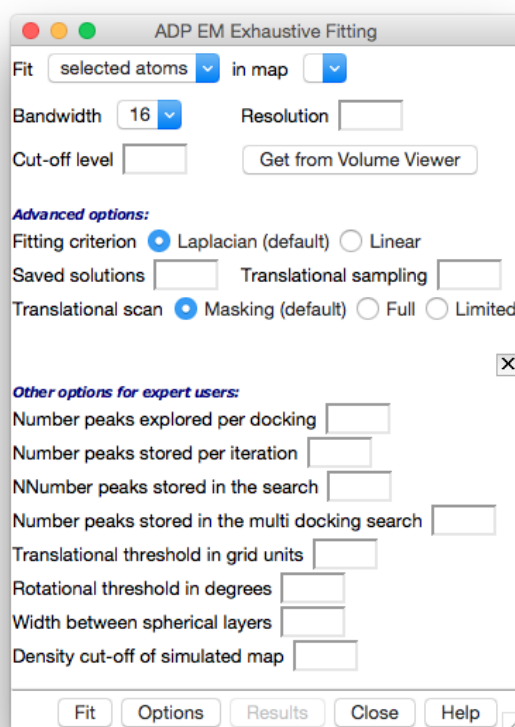 ADP EM Exhaustive Fitting
Fit selected atoms in map
Bandwidth 16 Resolution
Cut-off level Get from Volume Viewer
Advanced options:
Fitting criterion Laplacian (default) Linear
Saved solutions Translational sampling
Translational scan Masking (default) Full Limited
Other options for expert users:
Number peaks explored per docking
Number peaks stored per iteration
NNumber peaks stored in the search
Number peaks stored in the multi docking search
Translational threshold in grid units
Rotational threshold in degrees
Width between spherical layers
Density cut-off of simulated map
Fit Options Results Close Help